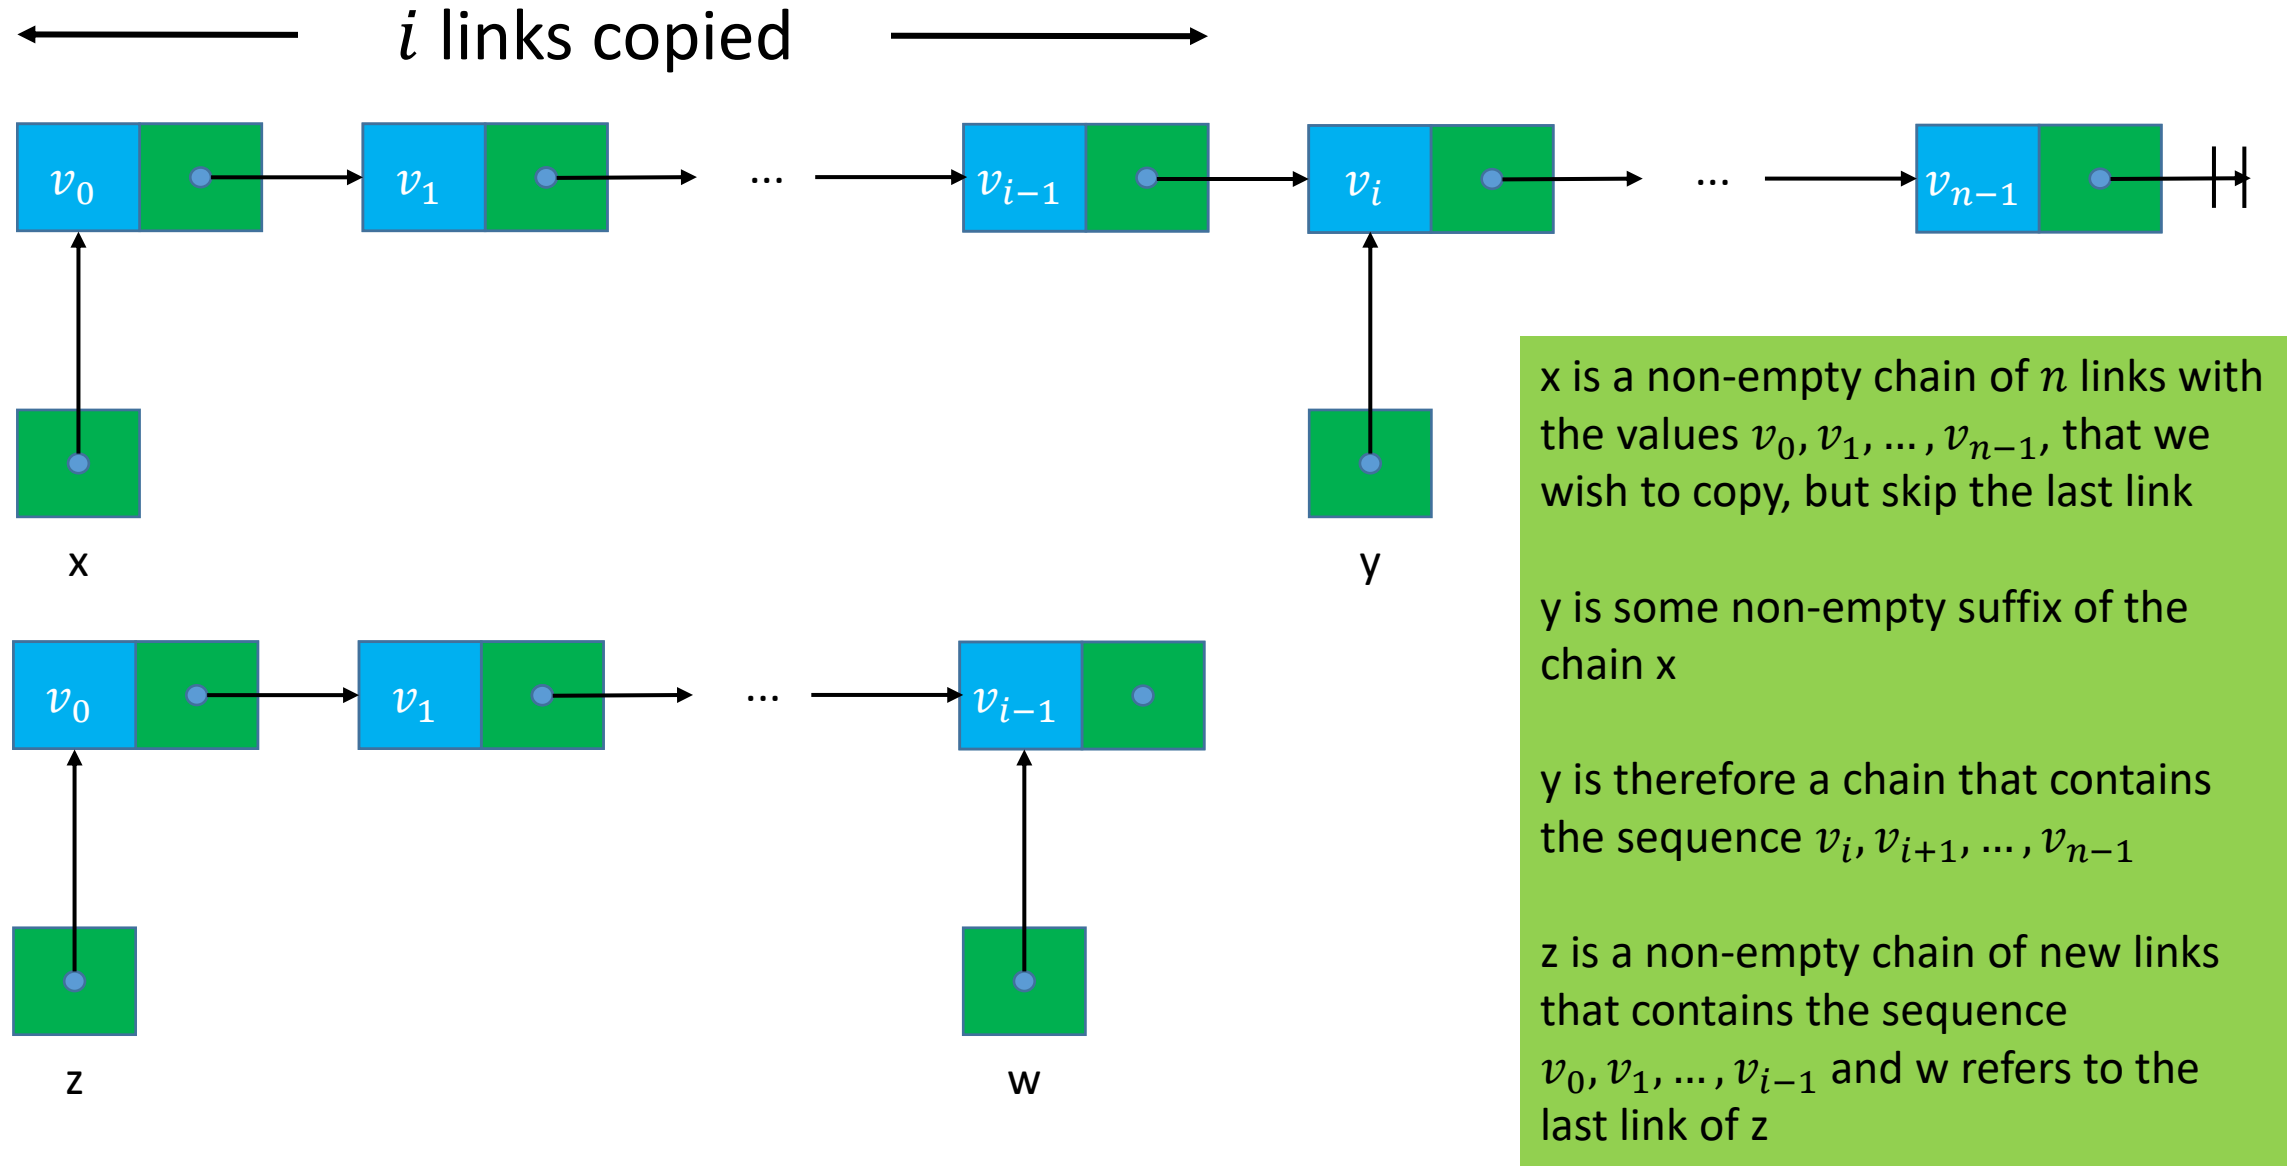 i links copied
v₀ v₁ ... vᵢ₋₁ vᵢ ... vₙ₋₁
x y
v₀ v₁ ... vᵢ₋₁
z w
x is a non-empty chain of n links with
the values v₀, v₁, ... , vₙ₋₁, that we
wish to copy, but skip the last link
y is some non-empty suffix of the
chain x
y is therefore a chain that contains
the sequence vᵢ, vᵢ₊₁, ... , vₙ₋₁
z is a non-empty chain of new links
that contains the sequence
v₀, v₁, ... , vᵢ₋₁ and w refers to the
last link of z